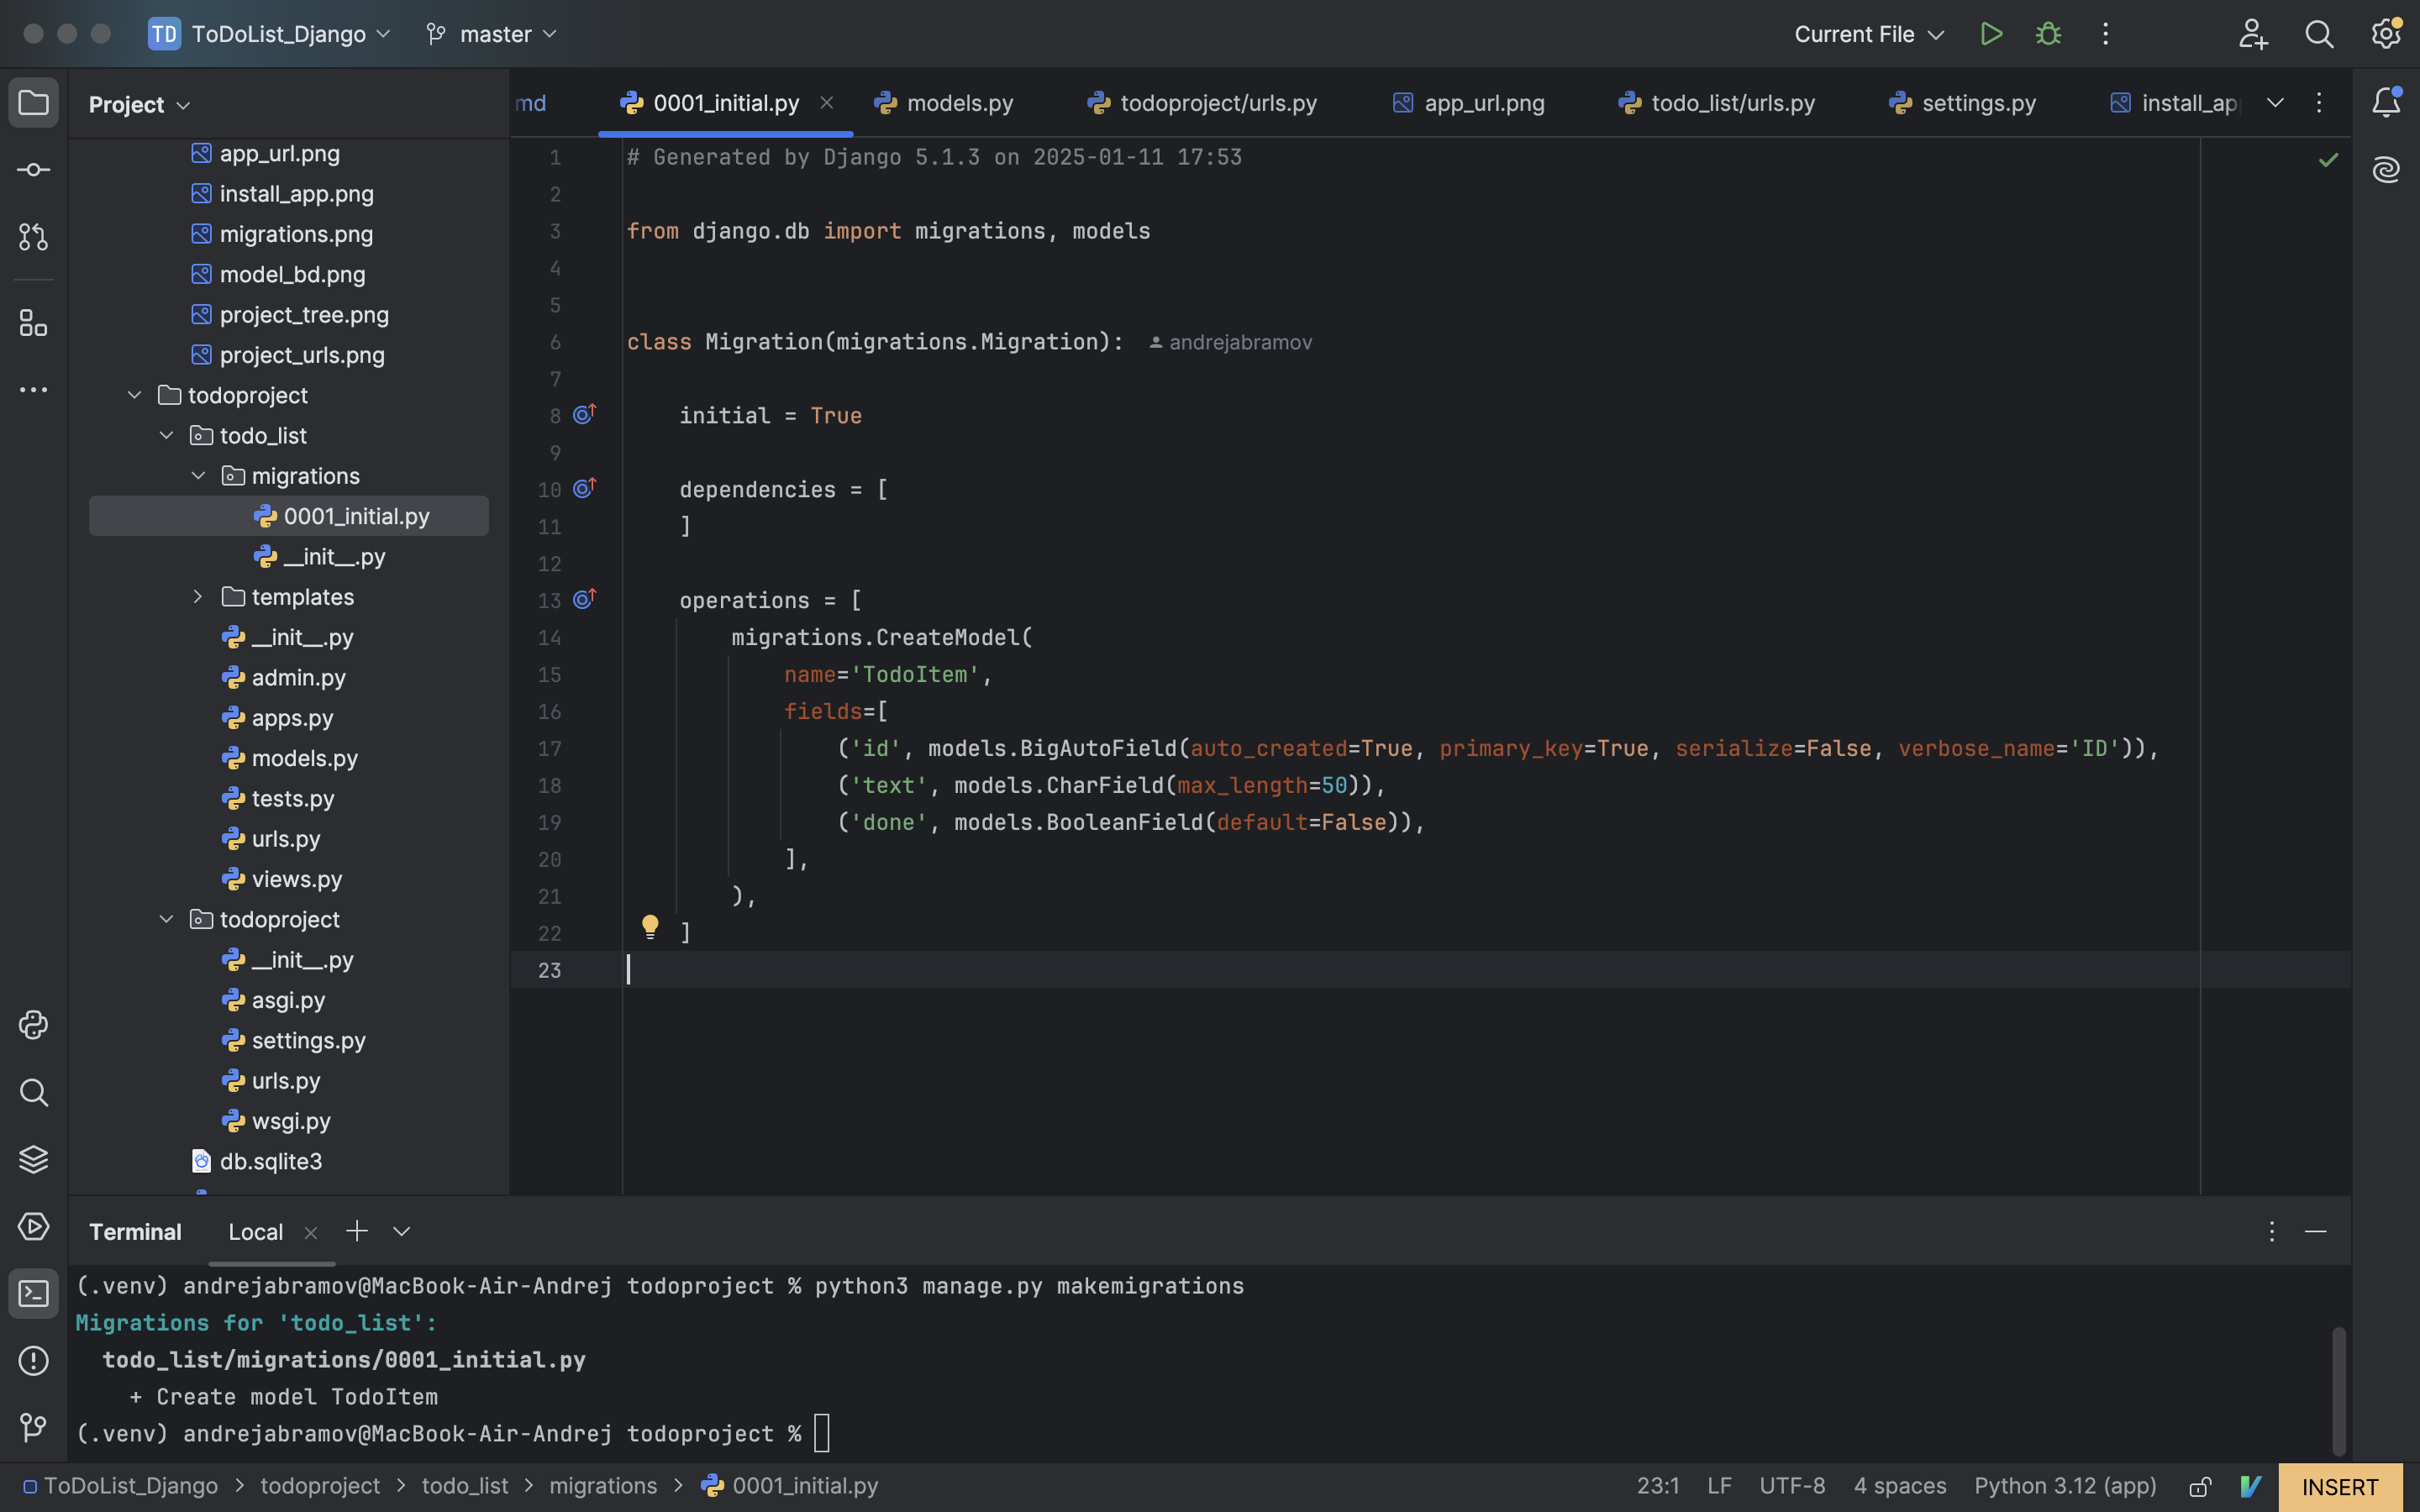 TD ToDoList_Django master Current File
Project
app_url.png
install_app.png
migrations.png
model_bd.png
project_tree.png
project_urls.png
todoproject
todo_list
migrations
0001_initial.py
__init__.py
templates
__init__.py
admin.py
apps.py
models.py
tests.py
urls.py
views.py
todoproject
__init__.py
asgi.py
settings.py
urls.py
wsgi.py
db.sqlite3
md 0001_initial.py models.py todoproject/urls.py app_url.png todo_list/urls.py settings.py install_ap
1 # Generated by Django 5.1.3 on 2025-01-11 17:53
2
3 from django.db import migrations, models
4
5
6 class Migration(migrations.Migration): andrejabramov
7
8 initial = True
9
10 dependencies = [
11 ]
12
13 operations = [
14 migrations.CreateModel(
15 name='TodoItem',
16 fields=[
17 ('id', models.BigAutoField(auto_created=True, primary_key=True, serialize=False, verbose_name='ID')),
18 ('text', models.CharField(max_length=50)),
19 ('done', models.BooleanField(default=False)),
20 ],
21 ),
22 ]
23
Terminal Local
(.venv) andrejabramov@MacBook-Air-Andrej todoproject % python3 manage.py makemigrations
Migrations for 'todo_list':
todo_list/migrations/0001_initial.py
+ Create model TodoItem
(.venv) andrejabramov@MacBook-Air-Andrej todoproject %
ToDoList_Django > todoproject > todo_list > migrations > 0001_initial.py 23:1 LF UTF-8 4 spaces Python 3.12 (app) INSERT